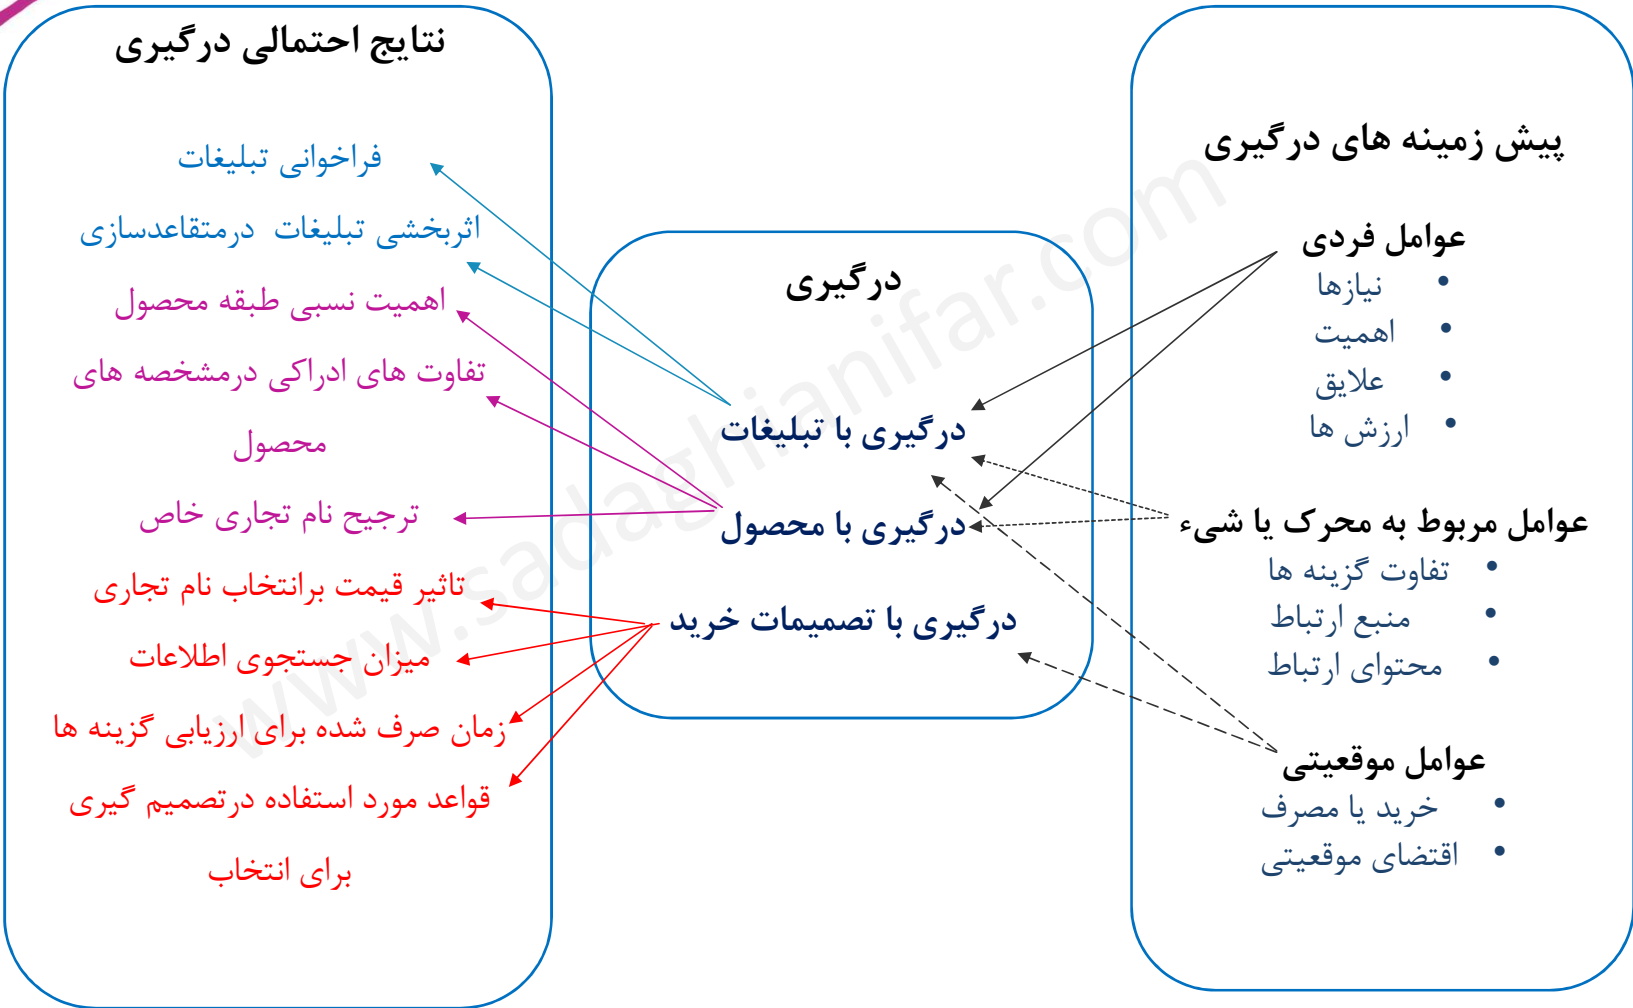 پیش زمینه های درگیری
عوامل فردی
• نیازها
• اهمیت
• علایق
• ارزش ها
عوامل مربوط به محرک یا شیء
• تفاوت گزینه ها
• منبع ارتباط
• محتوای ارتباط
عوامل موقعیتی
• خرید یا مصرف
• اقتضای موقعیتی
درگیری
درگیری با تبلیغات
درگیری با محصول
درگیری با تصمیمات خرید
نتایج احتمالی درگیری
فراخوانی تبلیغات
اثربخشی تبلیغات درمتقاعدسازی
اهمیت نسبی طبقه محصول
تفاوت های ادراکی درمشخصه های
محصول
ترجیح نام تجاری خاص
تاثیر قیمت برانتخاب نام تجاری
میزان جستجوی اطلاعات
زمان صرف شده برای ارزیابی گزینه ها
قواعد مورد استفاده درتصمیم گیری
برای انتخاب
www.sadaghianifar.com